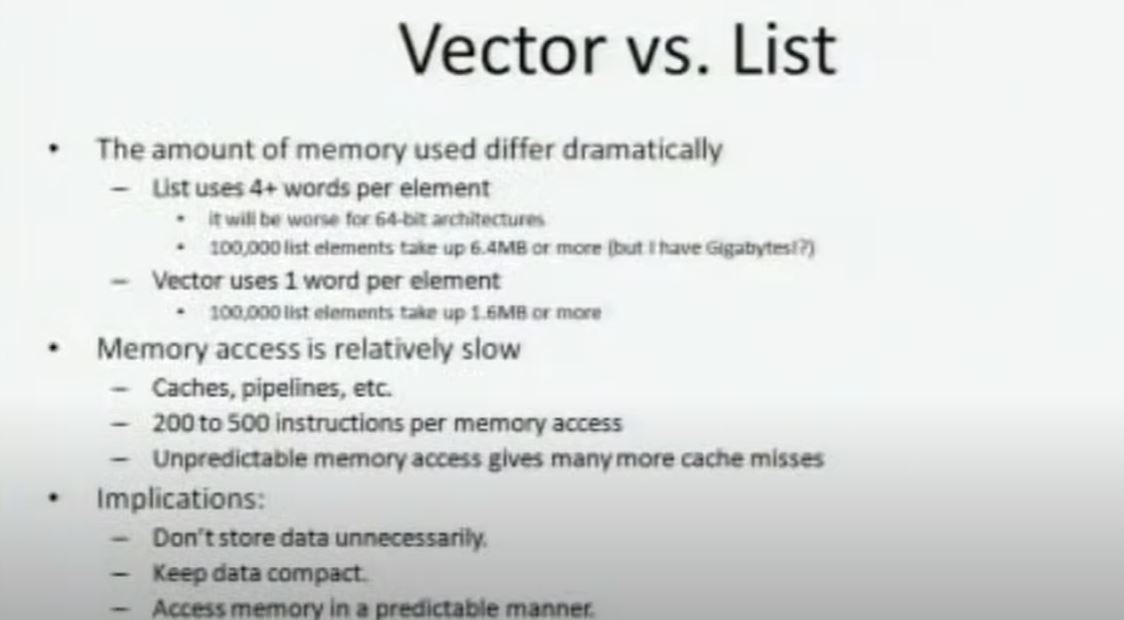 Vector vs. List
• The amount of memory used differ dramatically
– List uses 4+ words per element
• it will be worse for 64-bit architectures
• 100,000 list elements take up 6.4MB or more (but I have Gigabytes!?)
– Vector uses 1 word per element
• 100,000 list elements take up 1.6MB or more
• Memory access is relatively slow
– Caches, pipelines, etc.
– 200 to 500 instructions per memory access
– Unpredictable memory access gives many more cache misses
• Implications:
– Don't store data unnecessarily.
– Keep data compact.
– Access memory in a predictable manner.